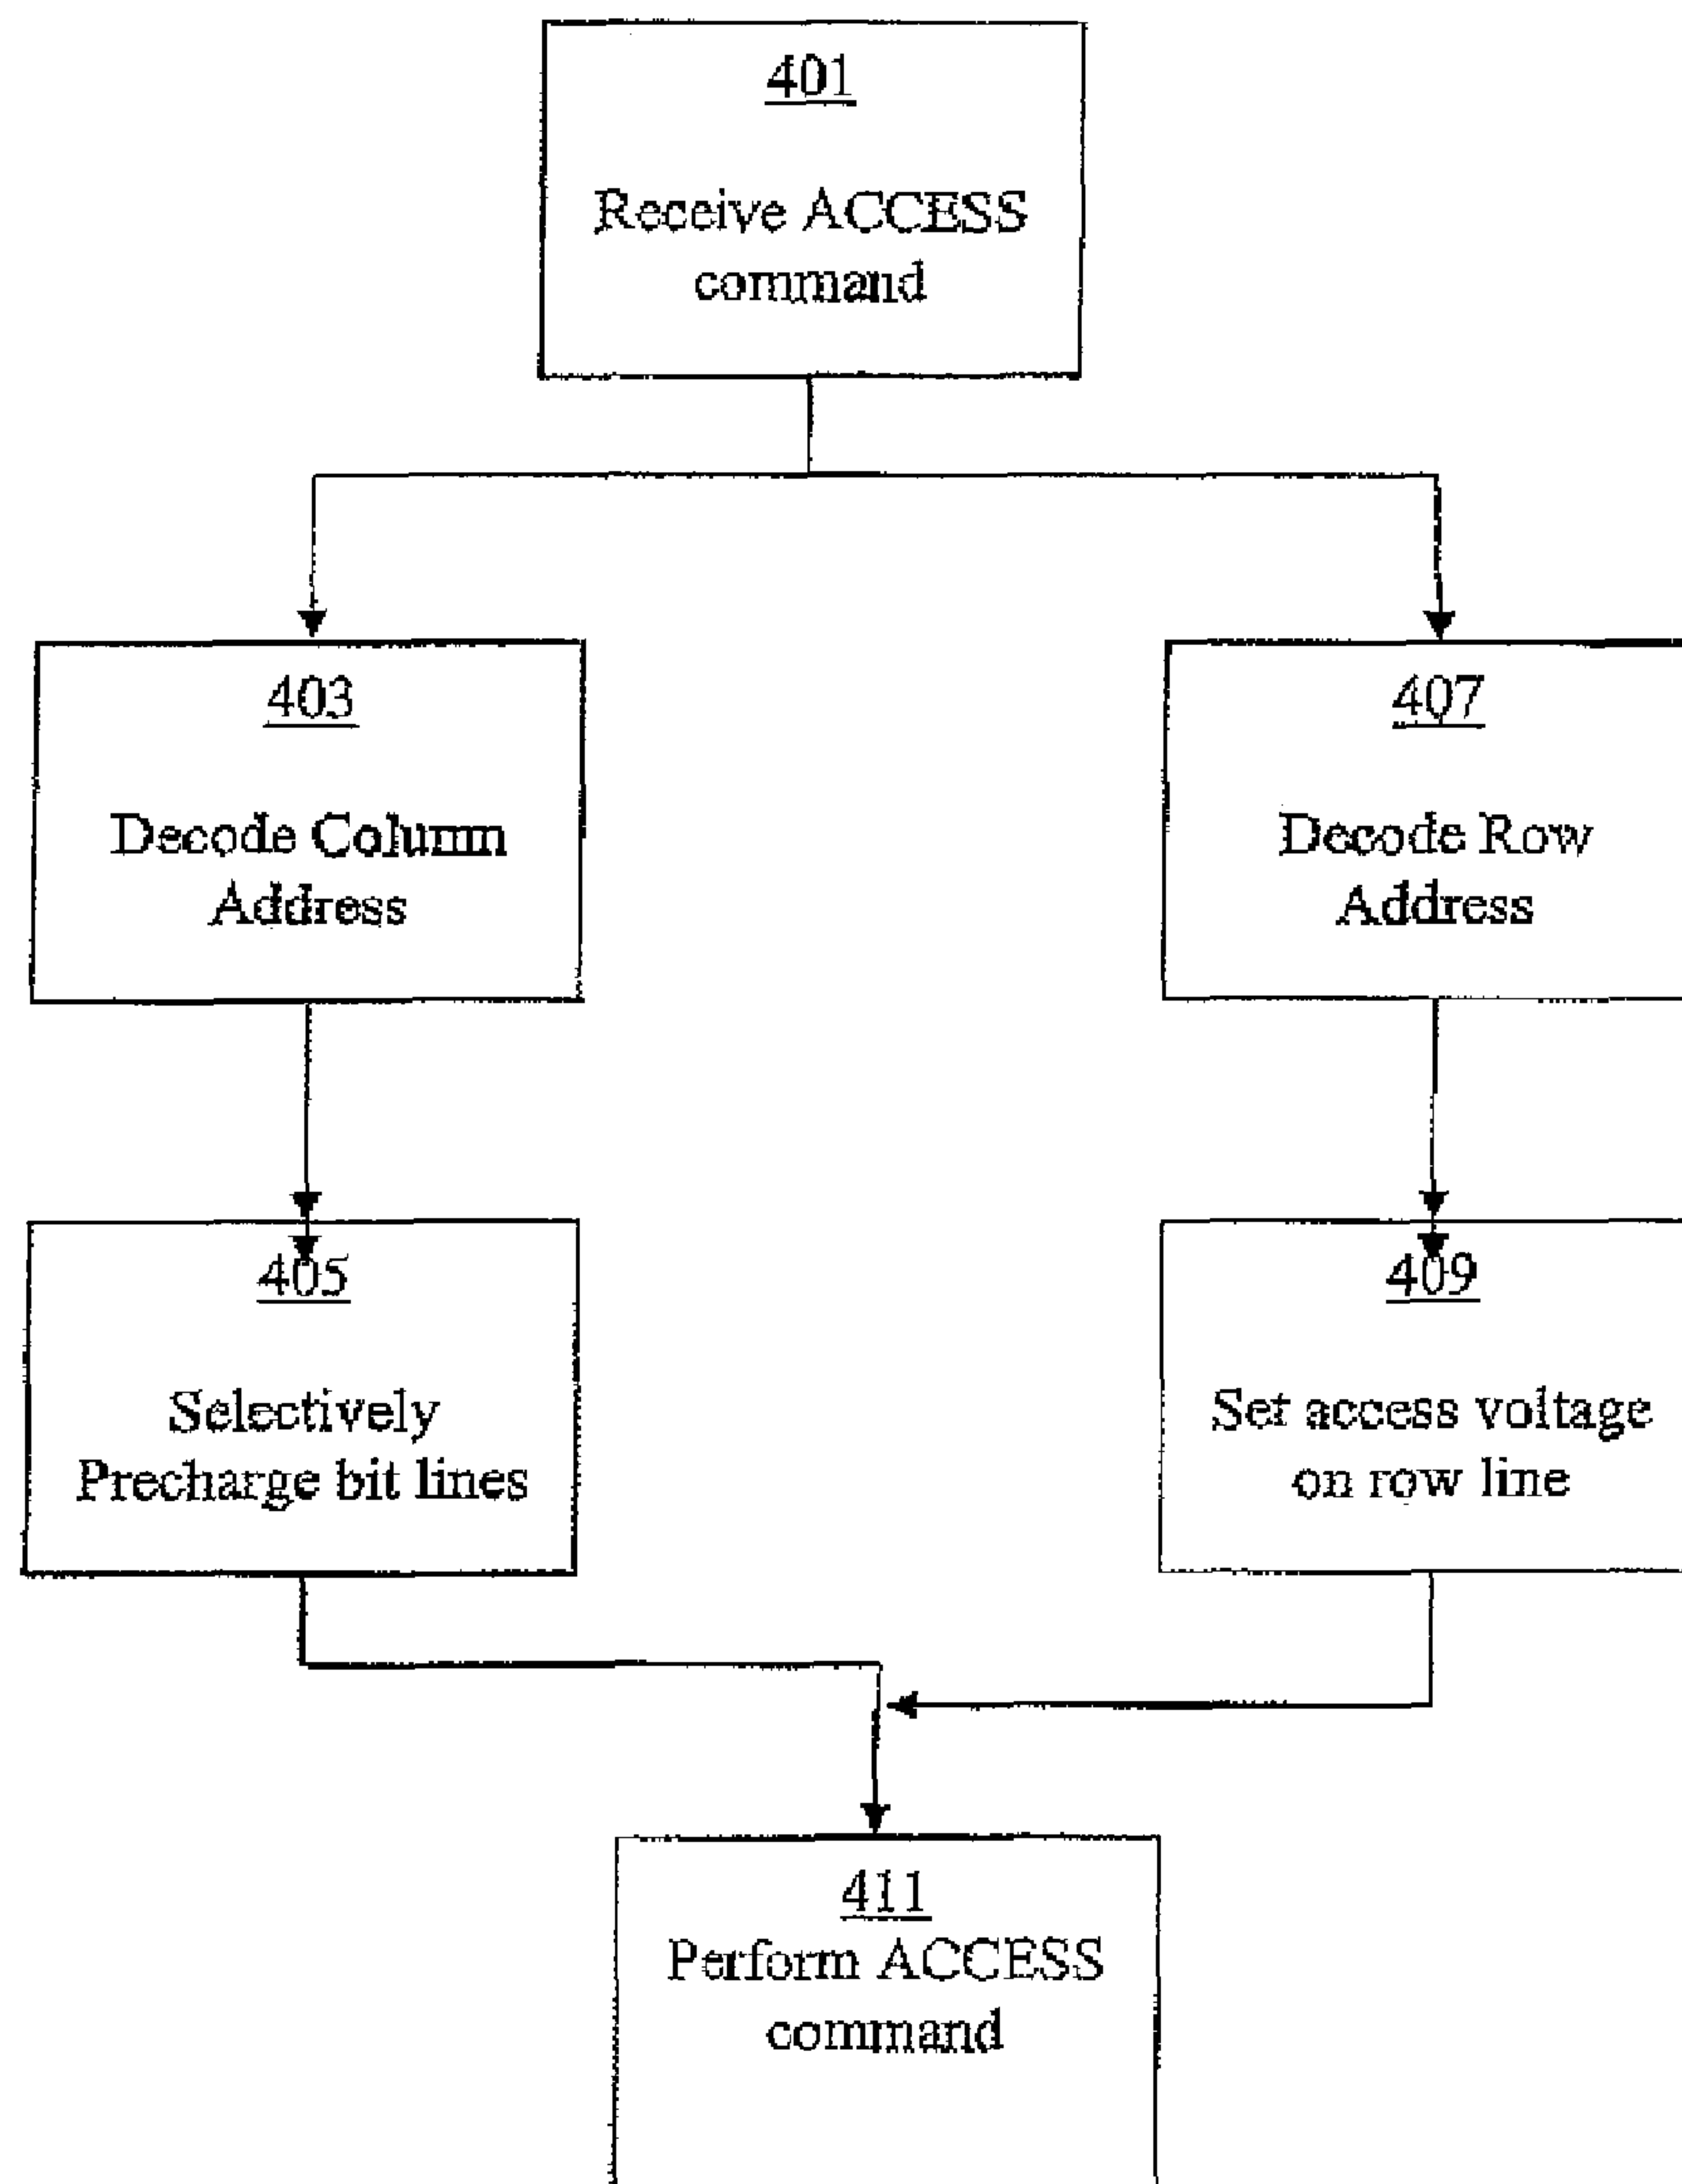 401
Receive ACCESS
command
403
Decode Column
Address
407
Decode Row
Address
405
Selectively
Precharge bit lines
409
Set access voltage
on row line
411
Perform ACCESS
command